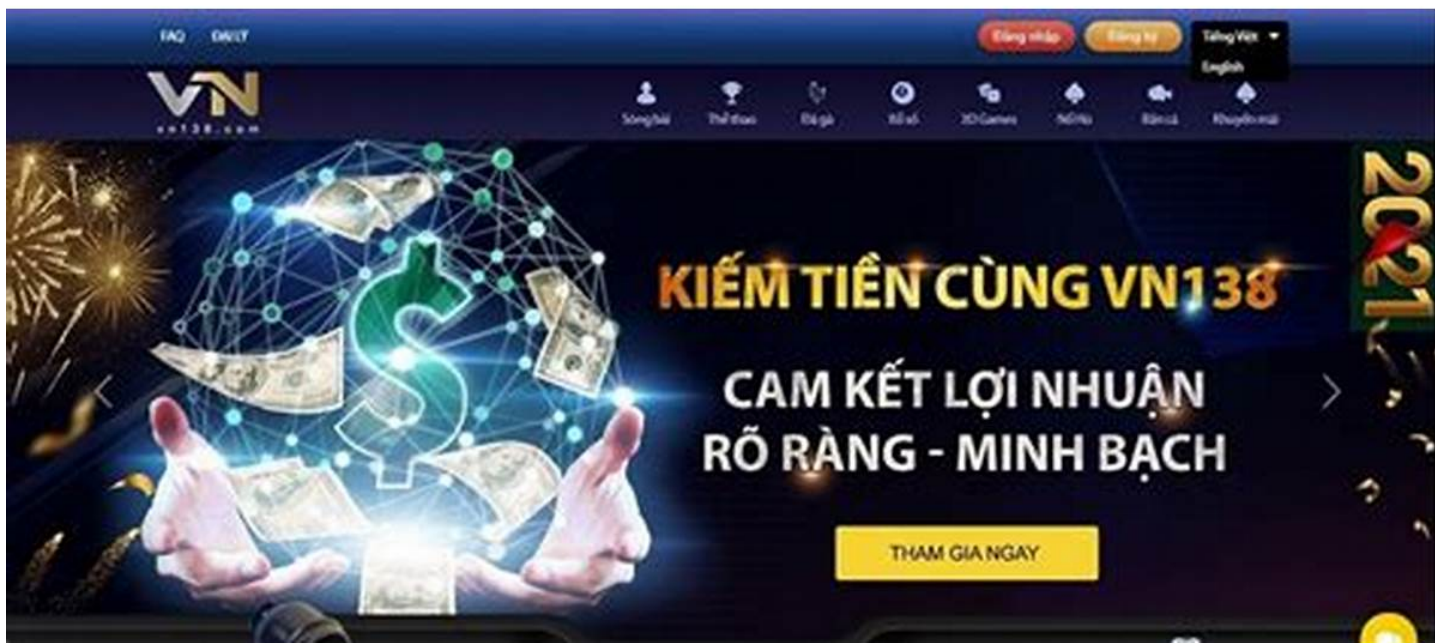 FAQ ĐẠI LÝ
Đăng nhập Đăng ký Tiếng Việt
English
VN
vn138.com
Sòng bài Thể thao Đá gà Xổ số 3D Games Nổ hũ Bắn cá Khuyến mãi
2021
KIẾM TIỀN CÙNG VN138
CAM KẾT LỢI NHUẬN
RÕ RÀNG - MINH BẠCH
THAM GIA NGAY